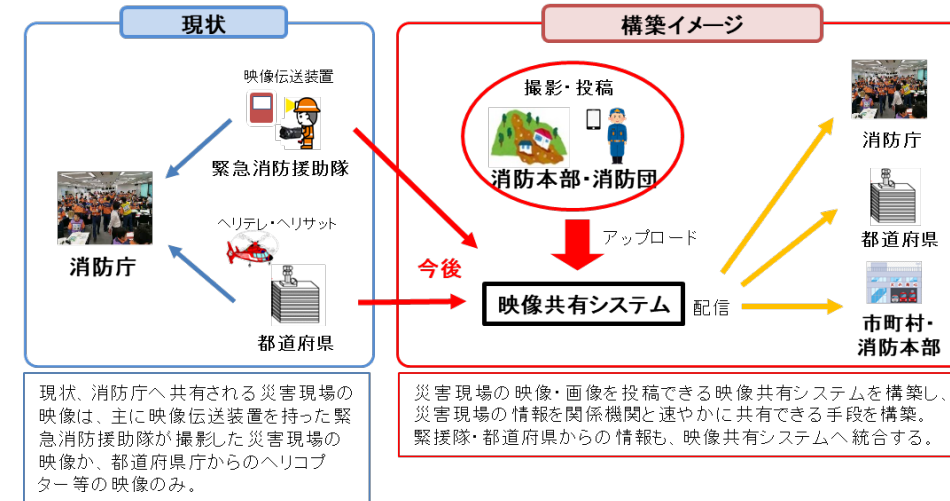 現状
映像伝送装置
緊急消防援助隊
消防庁
ヘリテレ・ヘリサット
都道府県
現状、消防庁へ共有される災害現場の
映像は、主に映像伝送装置を持った緊
急消防援助隊が撮影した災害現場の
映像か、都道府県庁からのヘリコプ
ター等の映像のみ。
今後
構築イメージ
撮影・投稿
消防本部・消防団
アップロード
映像共有システム
配信
消防庁
都道府県
市町村・
消防本部
災害現場の映像・画像を投稿できる映像共有システムを構築し、
災害現場の情報を関係機関と速やかに共有できる手段を構築。
緊援隊・都道府県からの情報も、映像共有システムへ統合する。